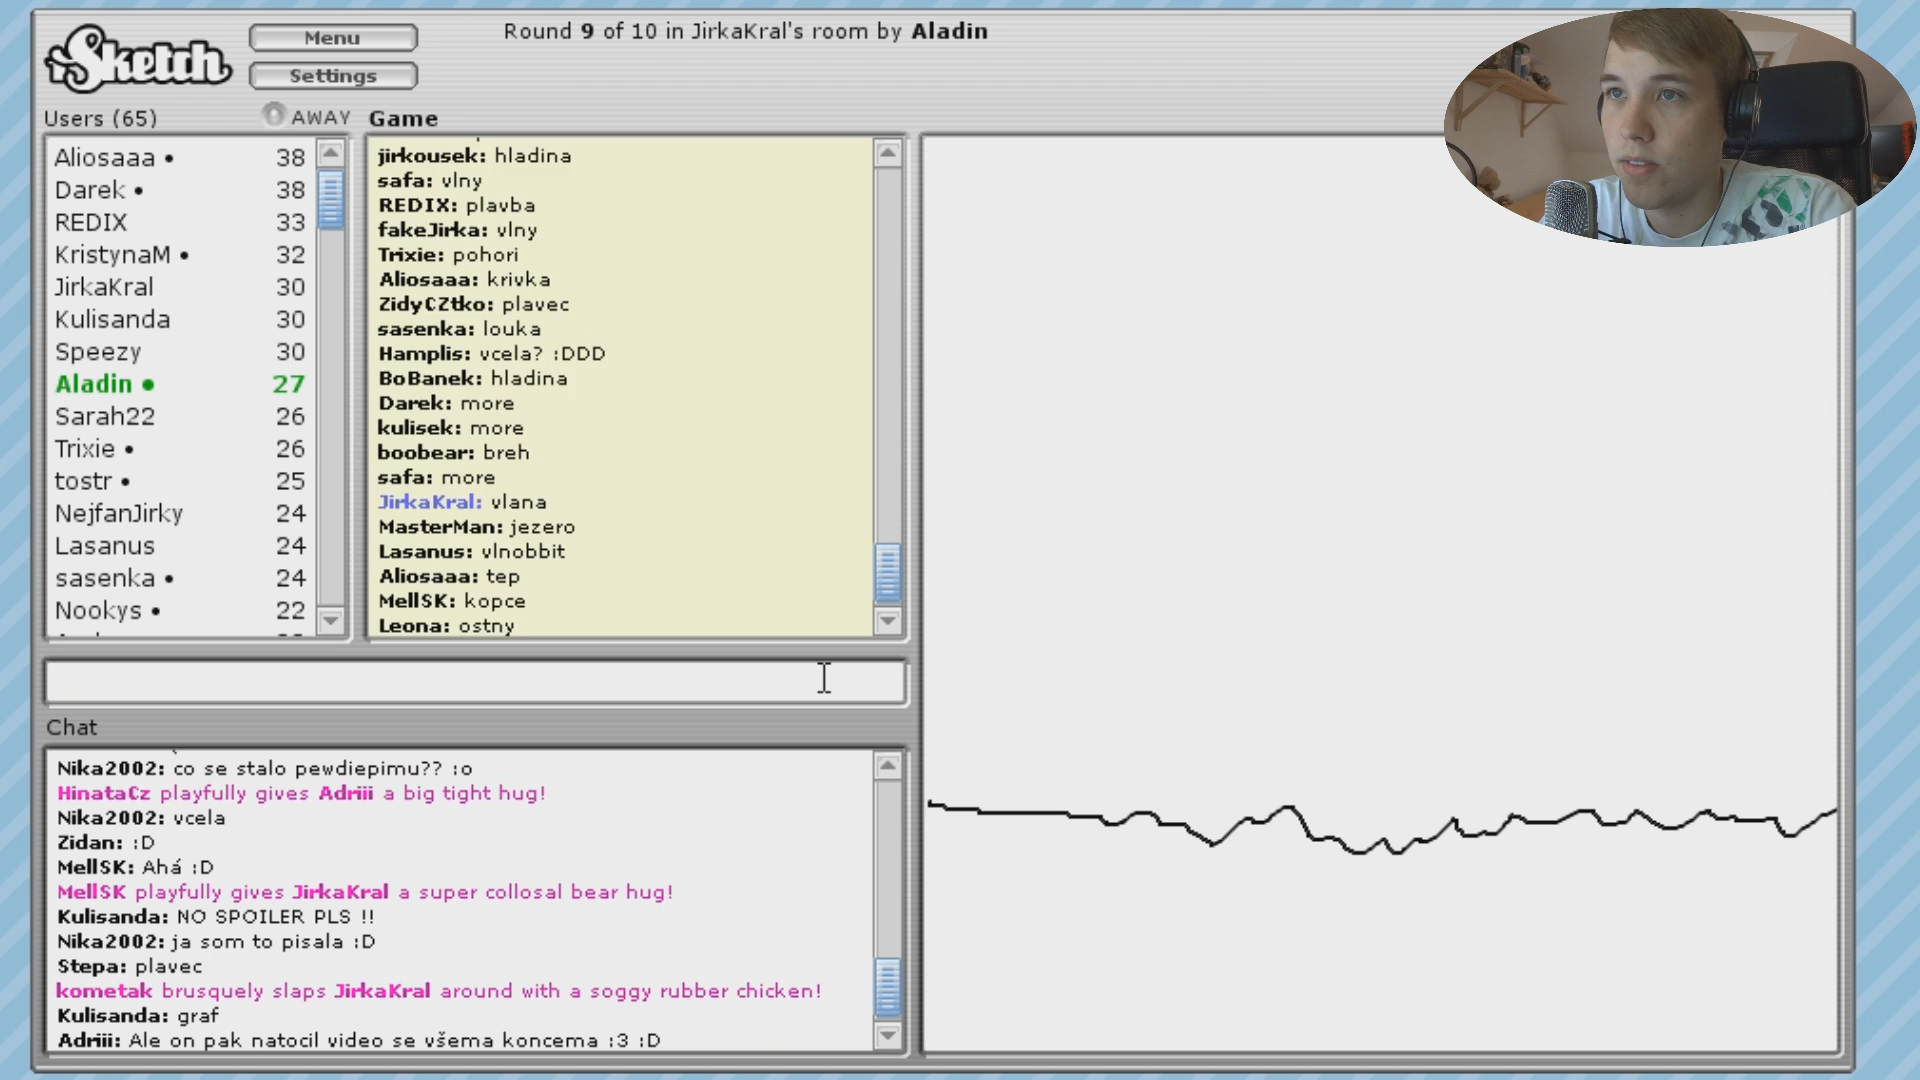 iSketch
Menu
Settings
Round 9 of 10 in JirkaKral's room by Aladin
Users (65)
AWAY
Game
Aliosaaa • 38
Darek • 38
REDIX 33
KristynaM • 32
JirkaKral 30
Kulisanda 30
Speezy 30
Aladin • 27
Sarah22 26
Trixie • 26
tostr • 25
NejfanJirky 24
Lasanus 24
sasenka • 24
Nookys • 22
jirkousek: hladina
safa: vlny
REDIX: plavba
fakeJirka: vlny
Trixie: pohori
Aliosaaa: krivka
ZidyCZtko: plavec
sasenka: louka
Hamplis: vcela? :DDD
BoBanek: hladina
Darek: more
kulisek: more
boobear: breh
safa: more
JirkaKral: vlana
MasterMan: jezero
Lasanus: vlnobbit
Aliosaaa: tep
MellSK: kopce
Leona: ostny
Chat
Nika2002: co se stalo pewdiepimu?? :o
HinataCz playfully gives Adriii a big tight hug!
Nika2002: vcela
Zidan: :D
MellSK: Ahá :D
MellSK playfully gives JirkaKral a super collosal bear hug!
Kulisanda: NO SPOILER PLS !!
Nika2002: ja som to pisala :D
Stepa: plavec
kometak brusquely slaps JirkaKral around with a soggy rubber chicken!
Kulisanda: graf
Adriii: Ale on pak natocil video se všema koncema :3 :D